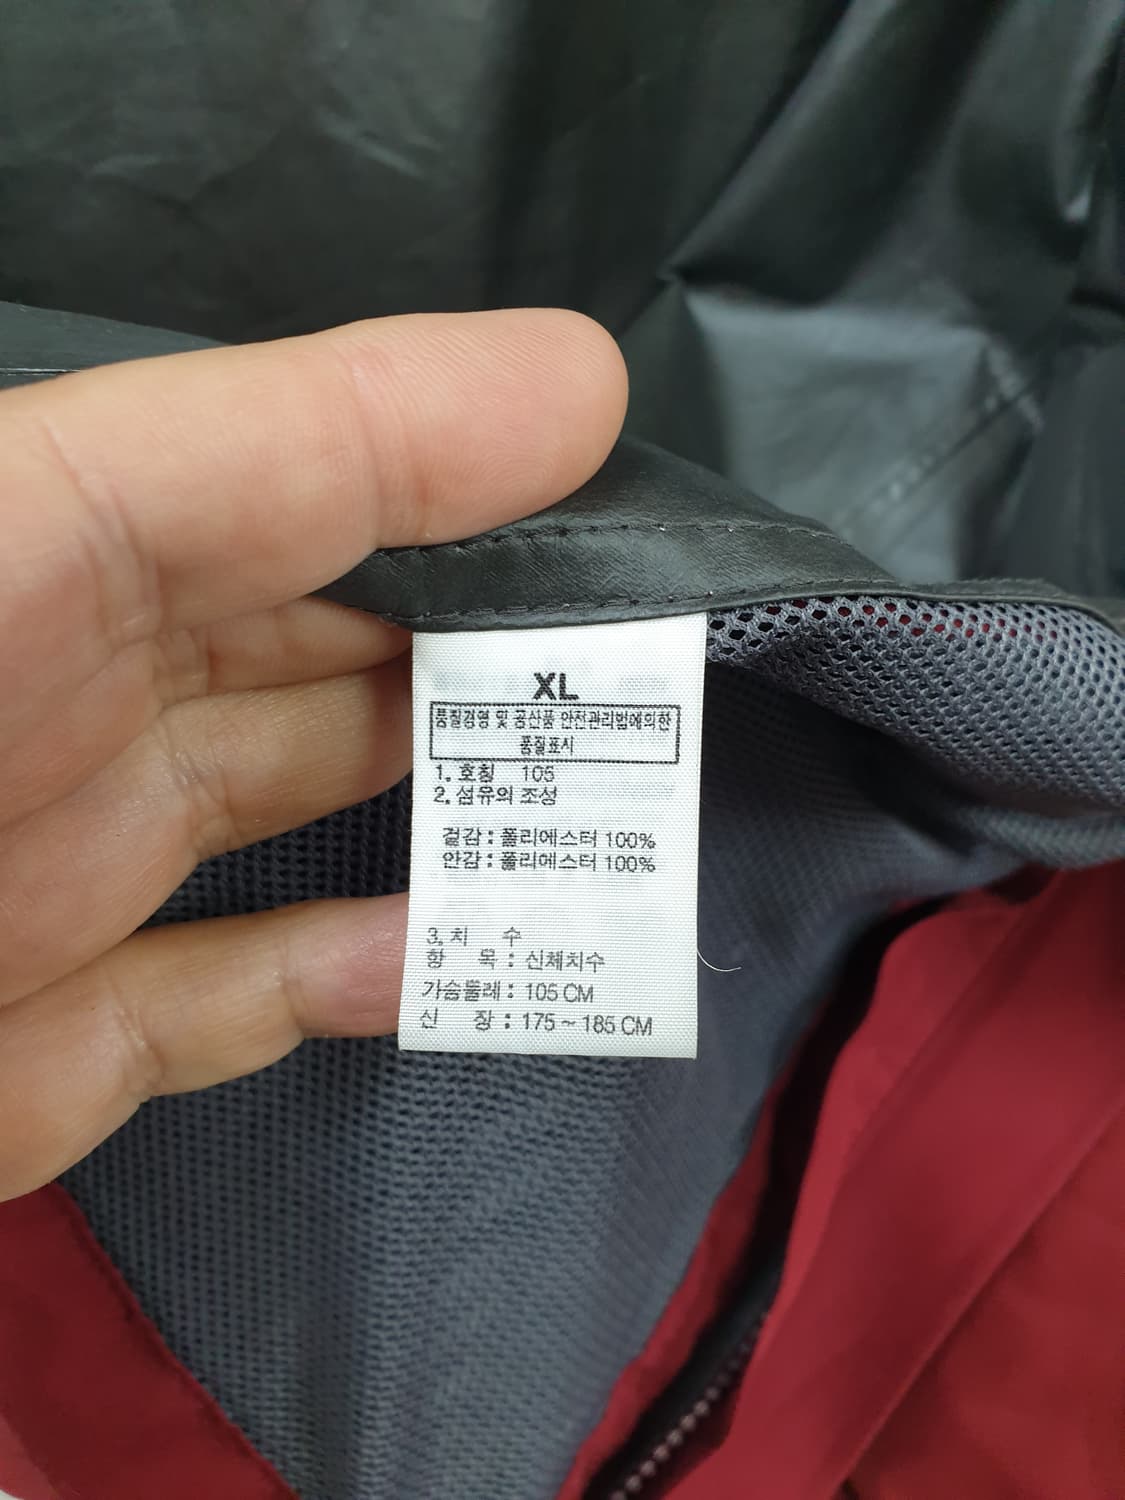 XL
품질경영 및 공산품 안전관리법에의한
품질표시
1. 호칭 105
2. 섬유의 조성
겉감 : 폴리에스터 100%
안감 : 폴리에스터 100%
3. 치 수
항 목 : 신체치수
가슴둘레 : 105 CM
신 장 : 175 ~ 185 CM